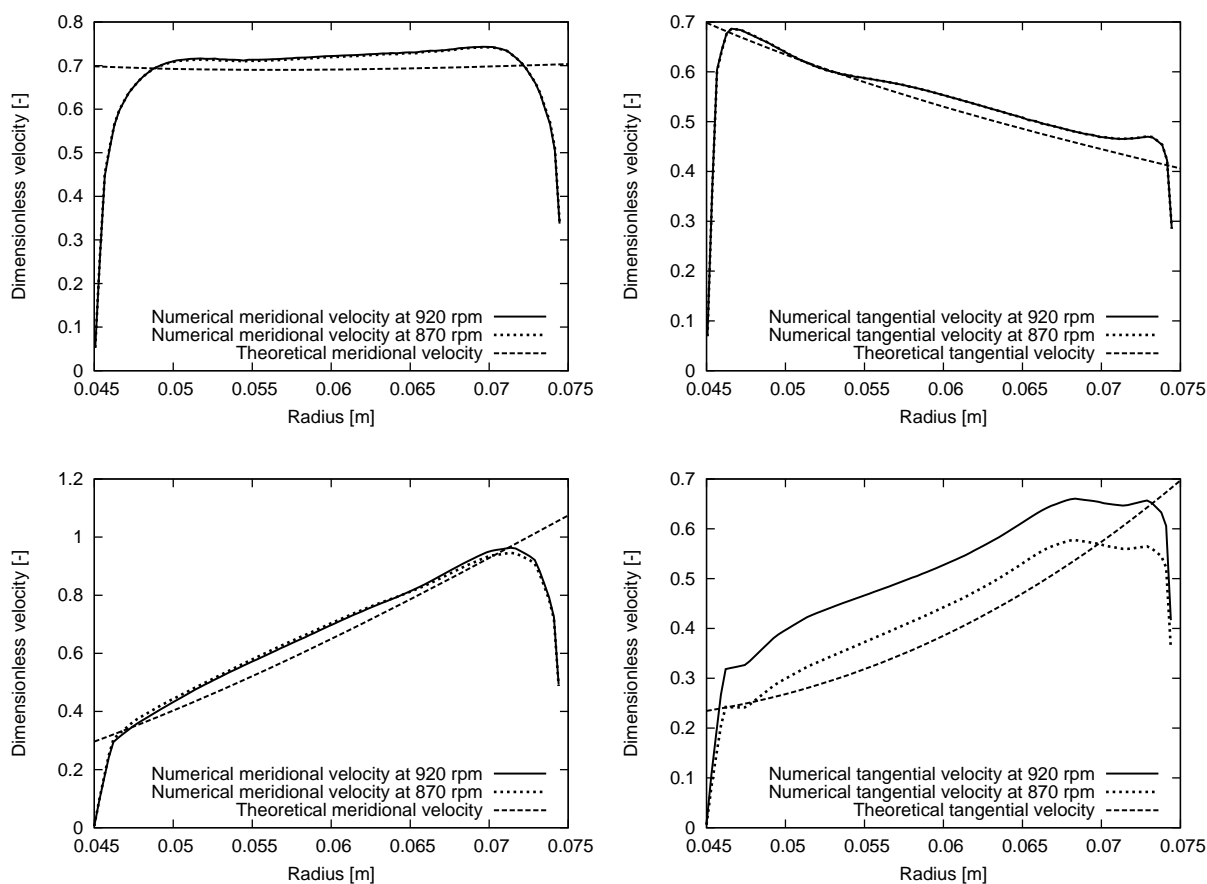 0.8
0.7
0.6
0.5
0.4
0.3
0.2
0.1
0
Dimensionless velocity [-]
Numerical meridional velocity at 920 rpm
Numerical meridional velocity at 870 rpm
Theoretical meridional velocity
0.045 0.05 0.055 0.06 0.065 0.07 0.075
Radius [m]
0.7
0.6
0.5
0.4
0.3
0.2
0.1
0
Dimensionless velocity [-]
Numerical tangential velocity at 920 rpm
Numerical tangential velocity at 870 rpm
Theoretical tangential velocity
0.045 0.05 0.055 0.06 0.065 0.07 0.075
Radius [m]
1.2
1
0.8
0.6
0.4
0.2
0
Dimensionless velocity [-]
Numerical meridional velocity at 920 rpm
Numerical meridional velocity at 870 rpm
Theoretical meridional velocity
0.045 0.05 0.055 0.06 0.065 0.07 0.075
Radius [m]
0.7
0.6
0.5
0.4
0.3
0.2
0.1
0
Dimensionless velocity [-]
Numerical tangential velocity at 920 rpm
Numerical tangential velocity at 870 rpm
Theoretical tangential velocity
0.045 0.05 0.055 0.06 0.065 0.07 0.075
Radius [m]